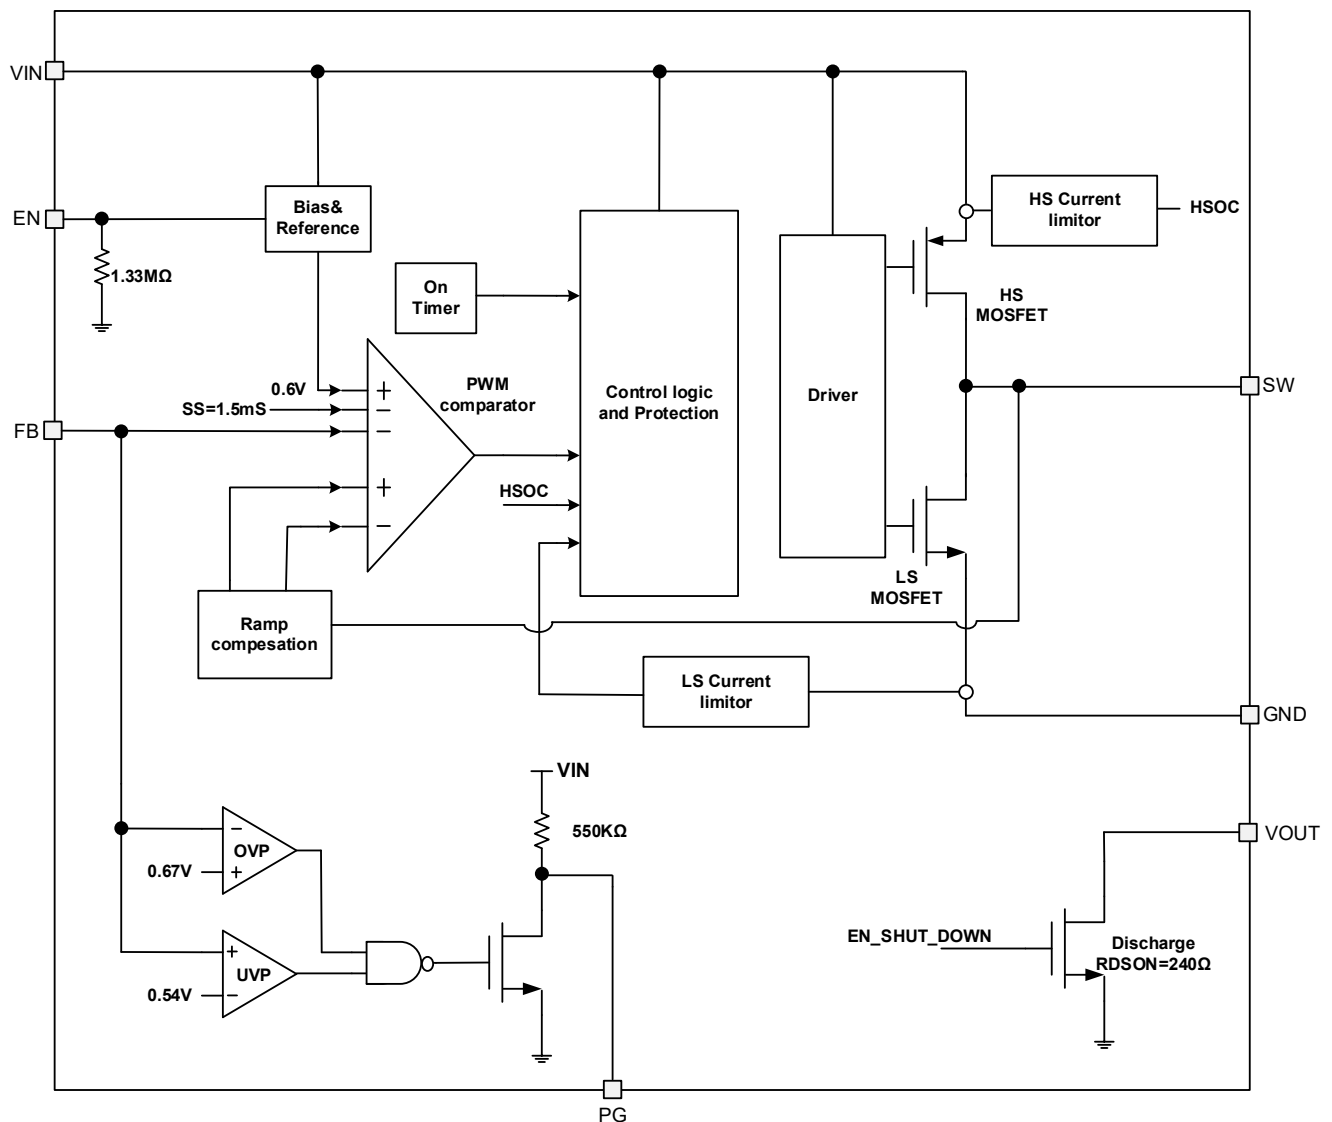 VIN
EN
1.33MΩ
Bias&
Reference
On
Timer
HS Current
limitor
HSOC
HS
MOSFET
0.6V
SS=1.5mS
FB
+
−
−
+
−
PWM
comparator
HSOC
Control logic
and Protection
Driver
SW
LS
MOSFET
Ramp
compesation
LS Current
limitor
GND
VIN
550KΩ
−
OVP
0.67V
+
+
UVP
0.54V
−
PG
VOUT
EN_SHUT_DOWN
Discharge
RDSON=240Ω